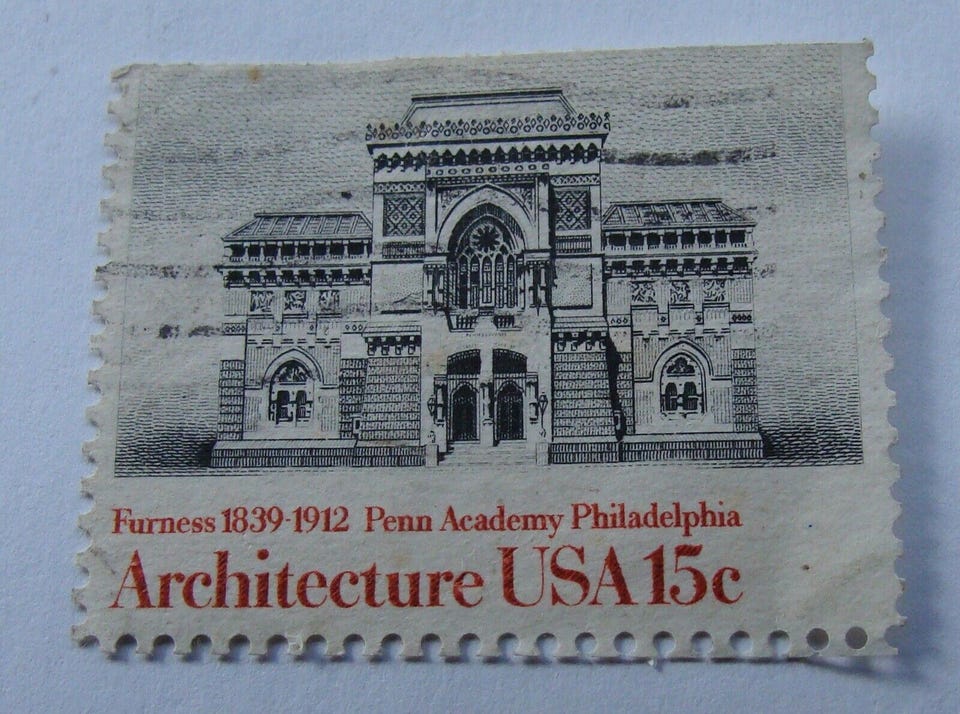 Furness 1839-1912 Penn Academy Philadelphia
Architecture USA 15c